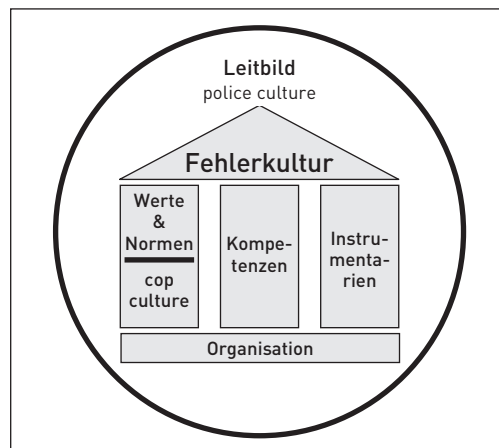 Leitbild
police culture
Fehlerkultur
Werte
&
Normen
cop
culture
Kompe-
tenzen
Instru-
menta-
rien
Organisation